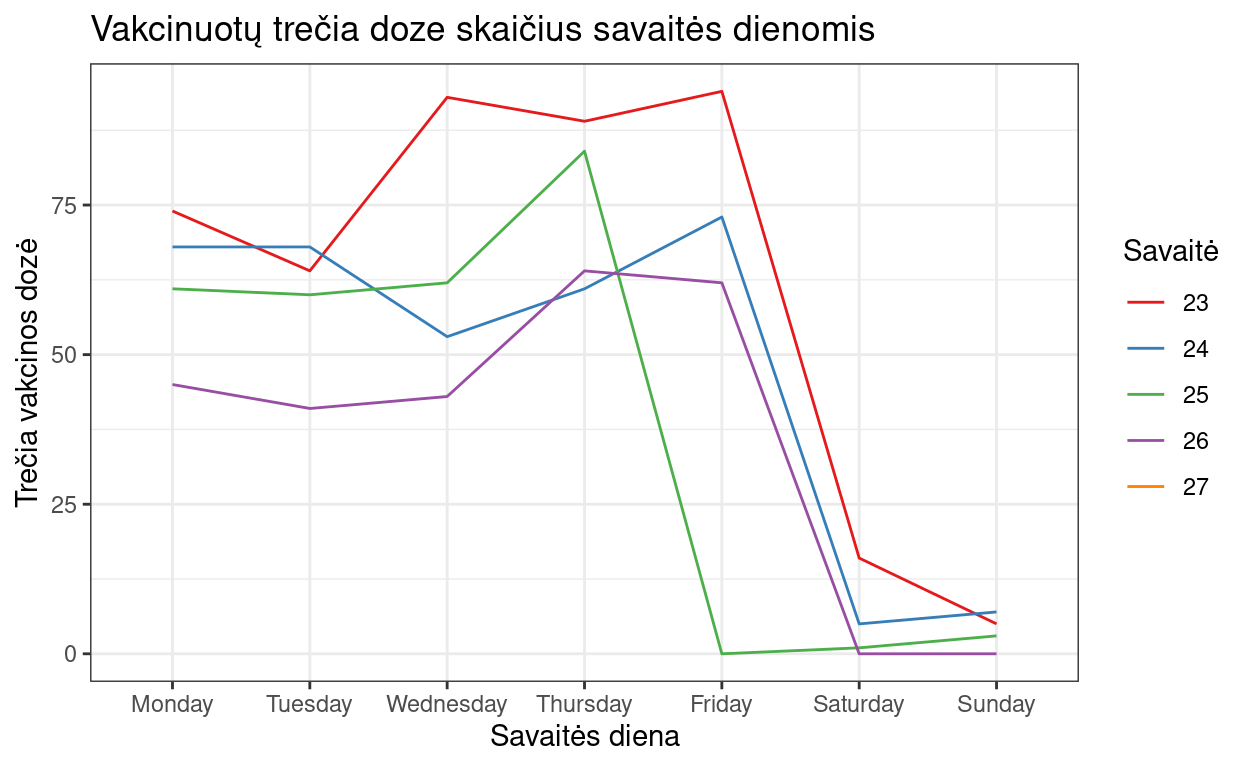 Vakcinuotų trečia doze skaičius savaitės dienomis
Trečia vakcinos dozė
75
50
25
0
Monday Tuesday Wednesday Thursday Friday Saturday Sunday
Savaitės diena
Savaitė
23
24
25
26
27